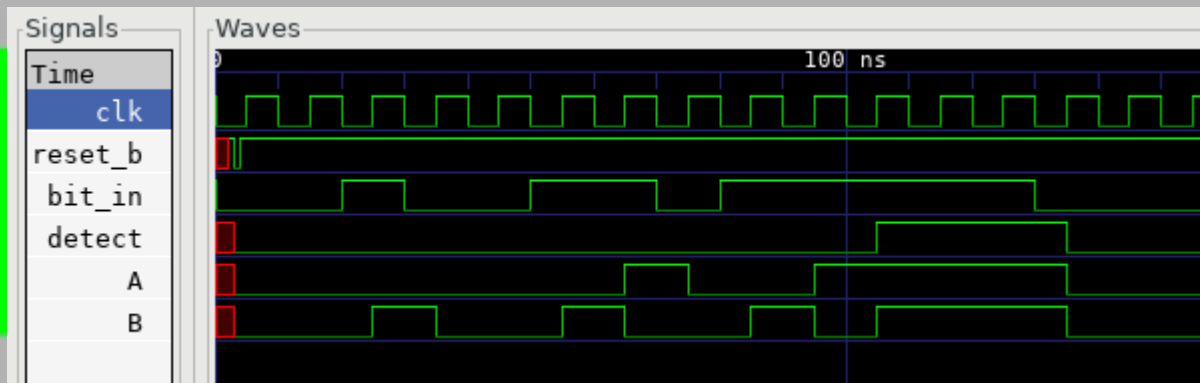 Signals
Waves
Time
0
100 ns
clk
reset_b
bit_in
detect
A
B